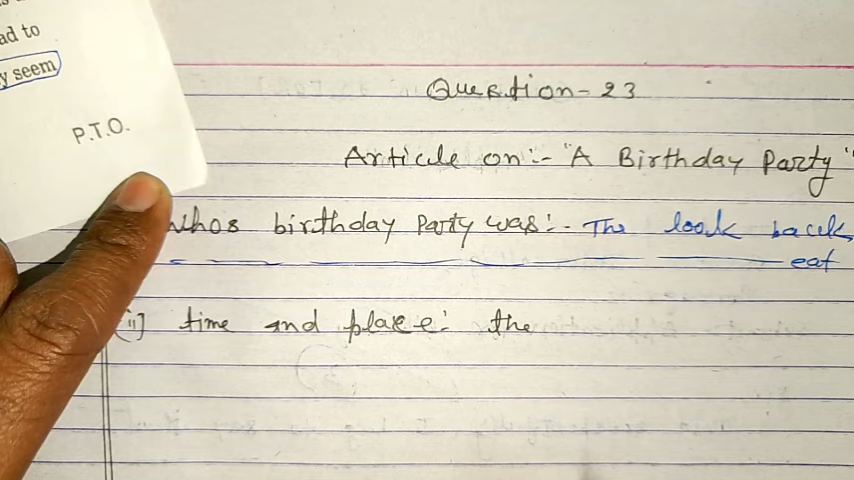 ad to
y seem
P.T.O.
Question-23
Article on:- "A Birthday Party"
whos birthday Party was:- The look back
eat
(ii) time and place: the